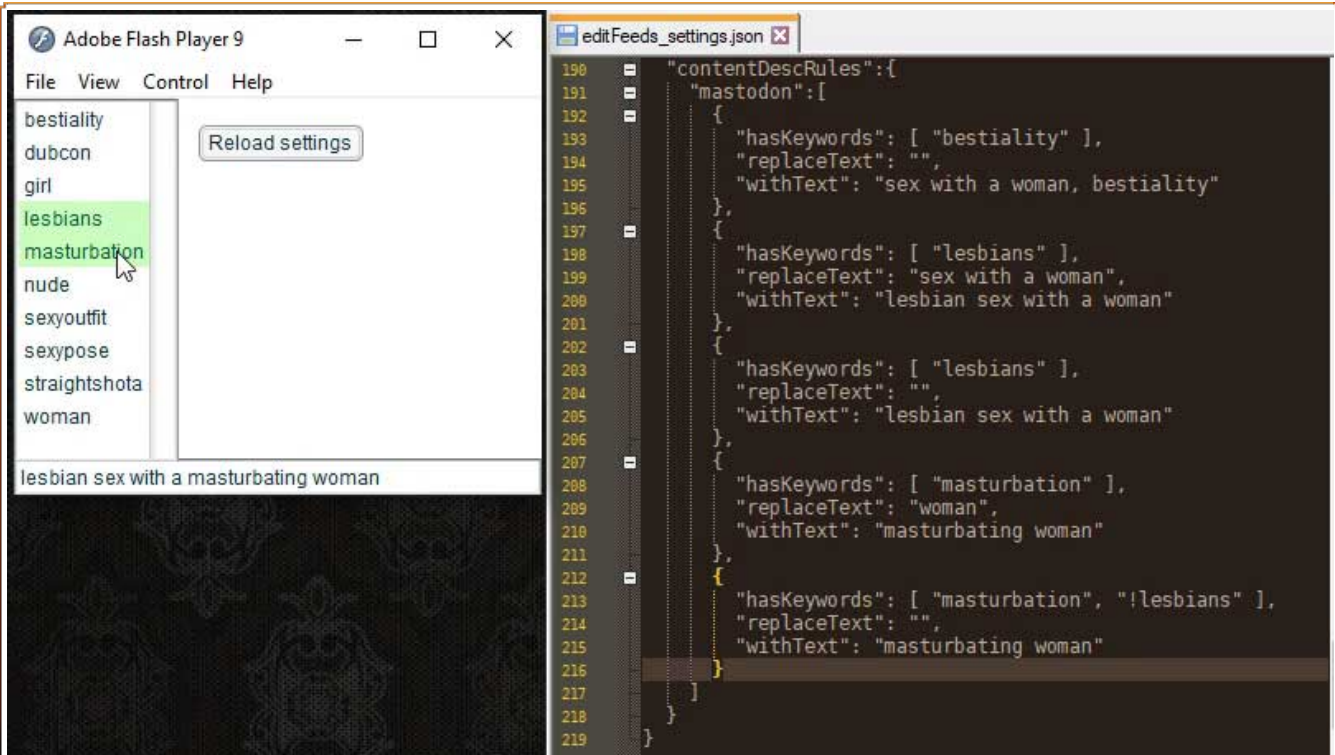 Adobe Flash Player 9
File View Control Help
bestiality
dubcon
girl
lesbians
masturbation
nude
sexyoutfit
sexypose
straightshota
woman
Reload settings
lesbian sex with a masturbating woman
editFeeds_settings.json
190 "contentDescRules":{
191 "mastodon":[
192 {
193 "hasKeywords": [ "bestiality" ],
194 "replaceText": "",
195 "withText": "sex with a woman, bestiality"
196 },
197 {
198 "hasKeywords": [ "lesbians" ],
199 "replaceText": "sex with a woman",
200 "withText": "lesbian sex with a woman"
201 },
202 {
203 "hasKeywords": [ "lesbians" ],
204 "replaceText": "",
205 "withText": "lesbian sex with a woman"
206 },
207 {
208 "hasKeywords": [ "masturbation" ],
209 "replaceText": "woman",
210 "withText": "masturbating woman"
211 },
212 {
213 "hasKeywords": [ "masturbation", "!lesbians" ],
214 "replaceText": "",
215 "withText": "masturbating woman"
216 }
217 ]
218 }
219 }